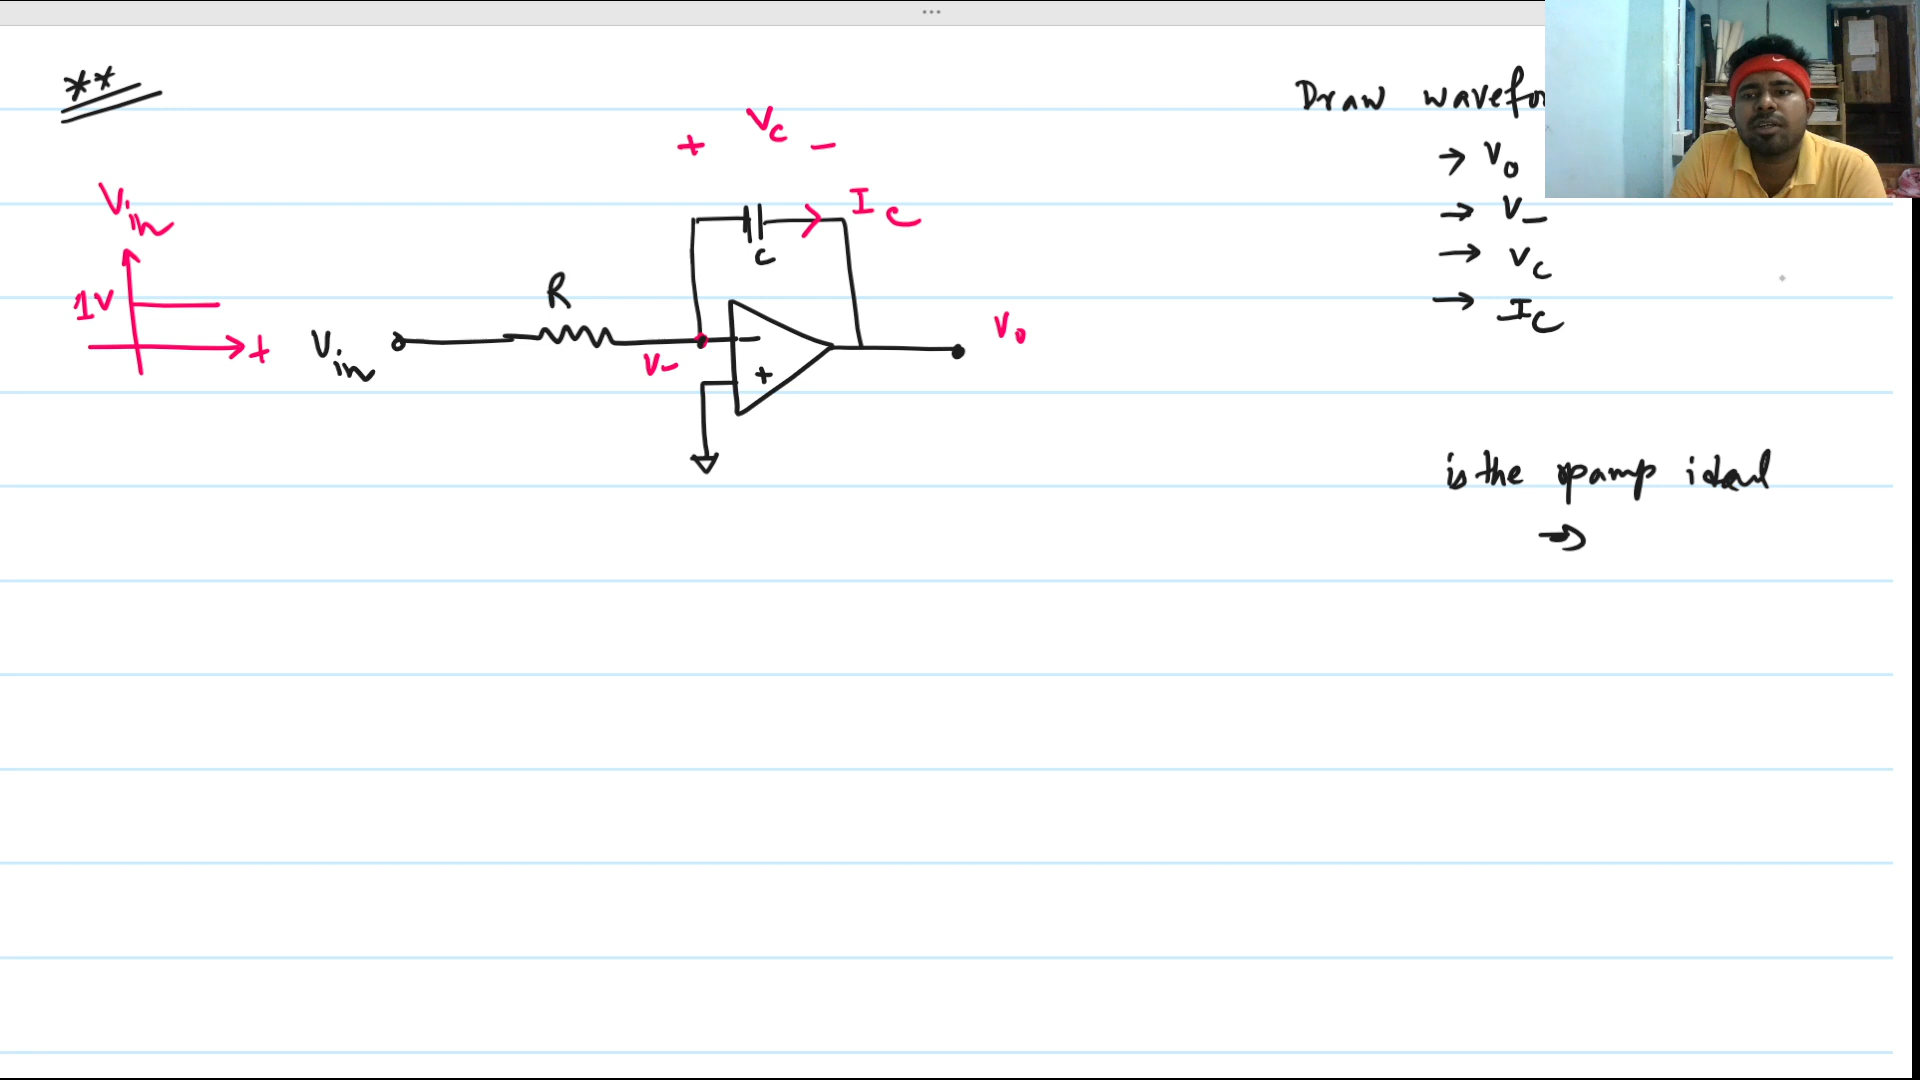 **
Draw wavefo
+ Vc -
→ Vo
Vin
Ic
→ V-
C
→ Vc
R
1V
→ Ic
t
Vin
V-
-
+
Vo
is the opamp ideal
⇒